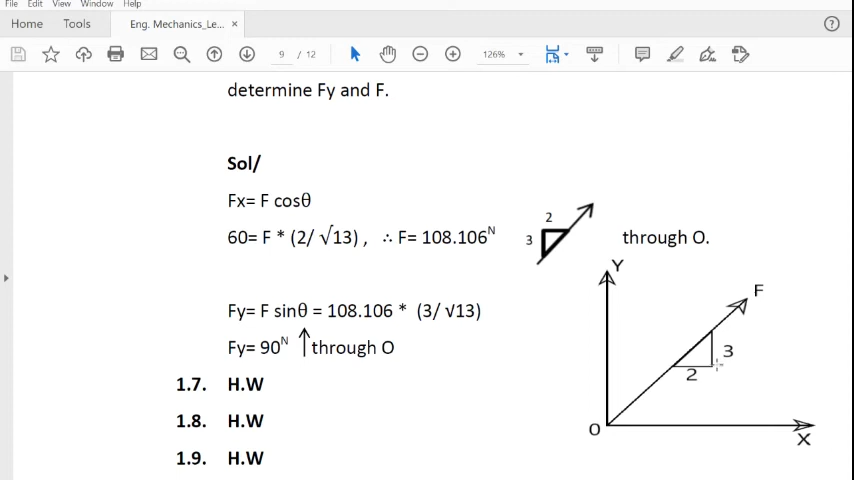 File Edit View Window Help
Home Tools Eng. Mechanics_Le... × ?
9 / 12 126%
determine Fy and F.
Sol/
Fx= F cosθ
60= F * (2/ √13) , ∴ F= 108.106ᴺ 2 3 through O.
Y
F
Fy= F sinθ = 108.106 * (3/ √13)
Fy= 90ᴺ ↑ through O
3
2
1.7. H.W
1.8. H.W
O
X
1.9. H.W